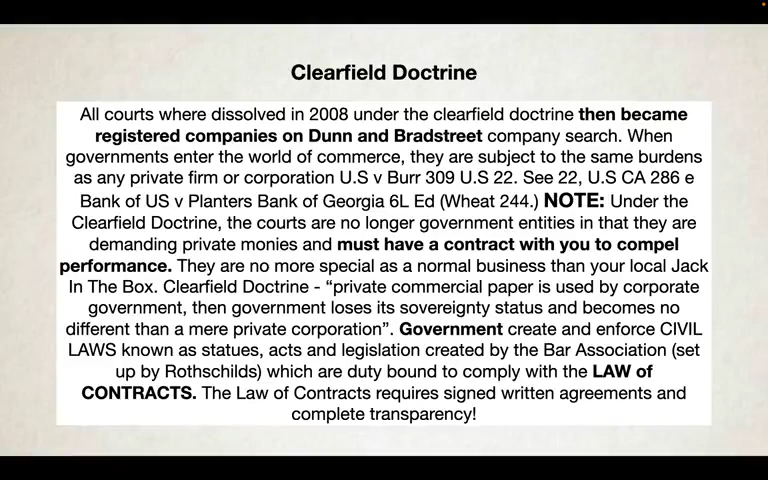 Clearfield Doctrine
All courts where dissolved in 2008 under the clearfield doctrine then became
registered companies on Dunn and Bradstreet company search. When
governments enter the world of commerce, they are subject to the same burdens
as any private firm or corporation U.S v Burr 309 U.S 22. See 22, U.S CA 286 e
Bank of US v Planters Bank of Georgia 6L Ed (Wheat 244.) NOTE: Under the
Clearfield Doctrine, the courts are no longer government entities in that they are
demanding private monies and must have a contract with you to compel
performance. They are no more special as a normal business than your local Jack
In The Box. Clearfield Doctrine - “private commercial paper is used by corporate
government, then government loses its sovereignty status and becomes no
different than a mere private corporation”. Government create and enforce CIVIL
LAWS known as statues, acts and legislation created by the Bar Association (set
up by Rothschilds) which are duty bound to comply with the LAW of
CONTRACTS. The Law of Contracts requires signed written agreements and
complete transparency!